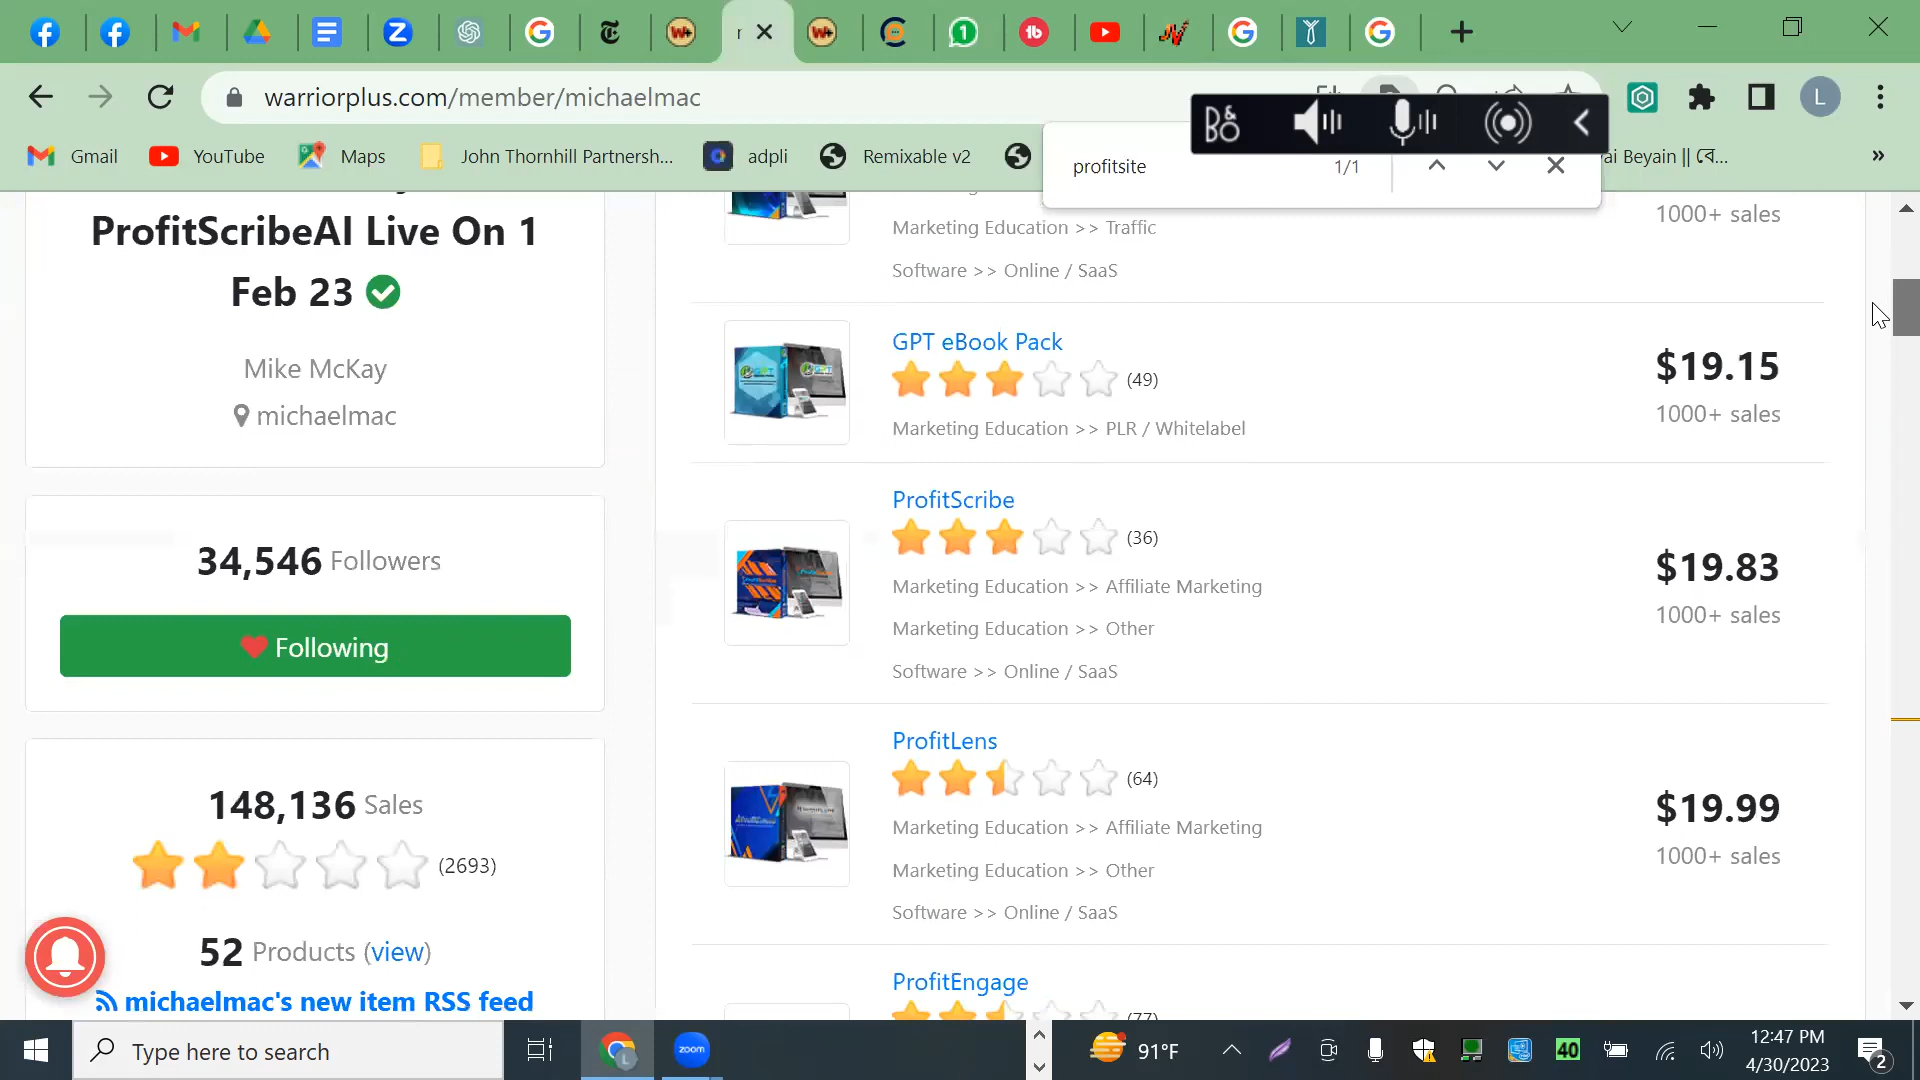 warriorplus.com/member/michaelmac
Gmail
YouTube
Maps
John Thornhill Partnersh...
adpli
Remixable v2
profitsite
1/1
ai Beyain || বে...
»
L
ProfitScribeAI Live On 1
Feb 23
Mike McKay
michaelmac
34,546 Followers
Following
148,136 Sales
(2693)
52 Products (view)
michaelmac's new item RSS feed
Marketing Education >> Traffic
Software >> Online / SaaS
1000+ sales
GPT eBook Pack
(49)
Marketing Education >> PLR / Whitelabel
$19.15
1000+ sales
ProfitScribe
(36)
Marketing Education >> Affiliate Marketing
Marketing Education >> Other
Software >> Online / SaaS
$19.83
1000+ sales
ProfitLens
(64)
Marketing Education >> Affiliate Marketing
Marketing Education >> Other
Software >> Online / SaaS
$19.99
1000+ sales
ProfitEngage
(77)
Type here to search
zoom
91°F
40
12:47 PM
4/30/2023
2